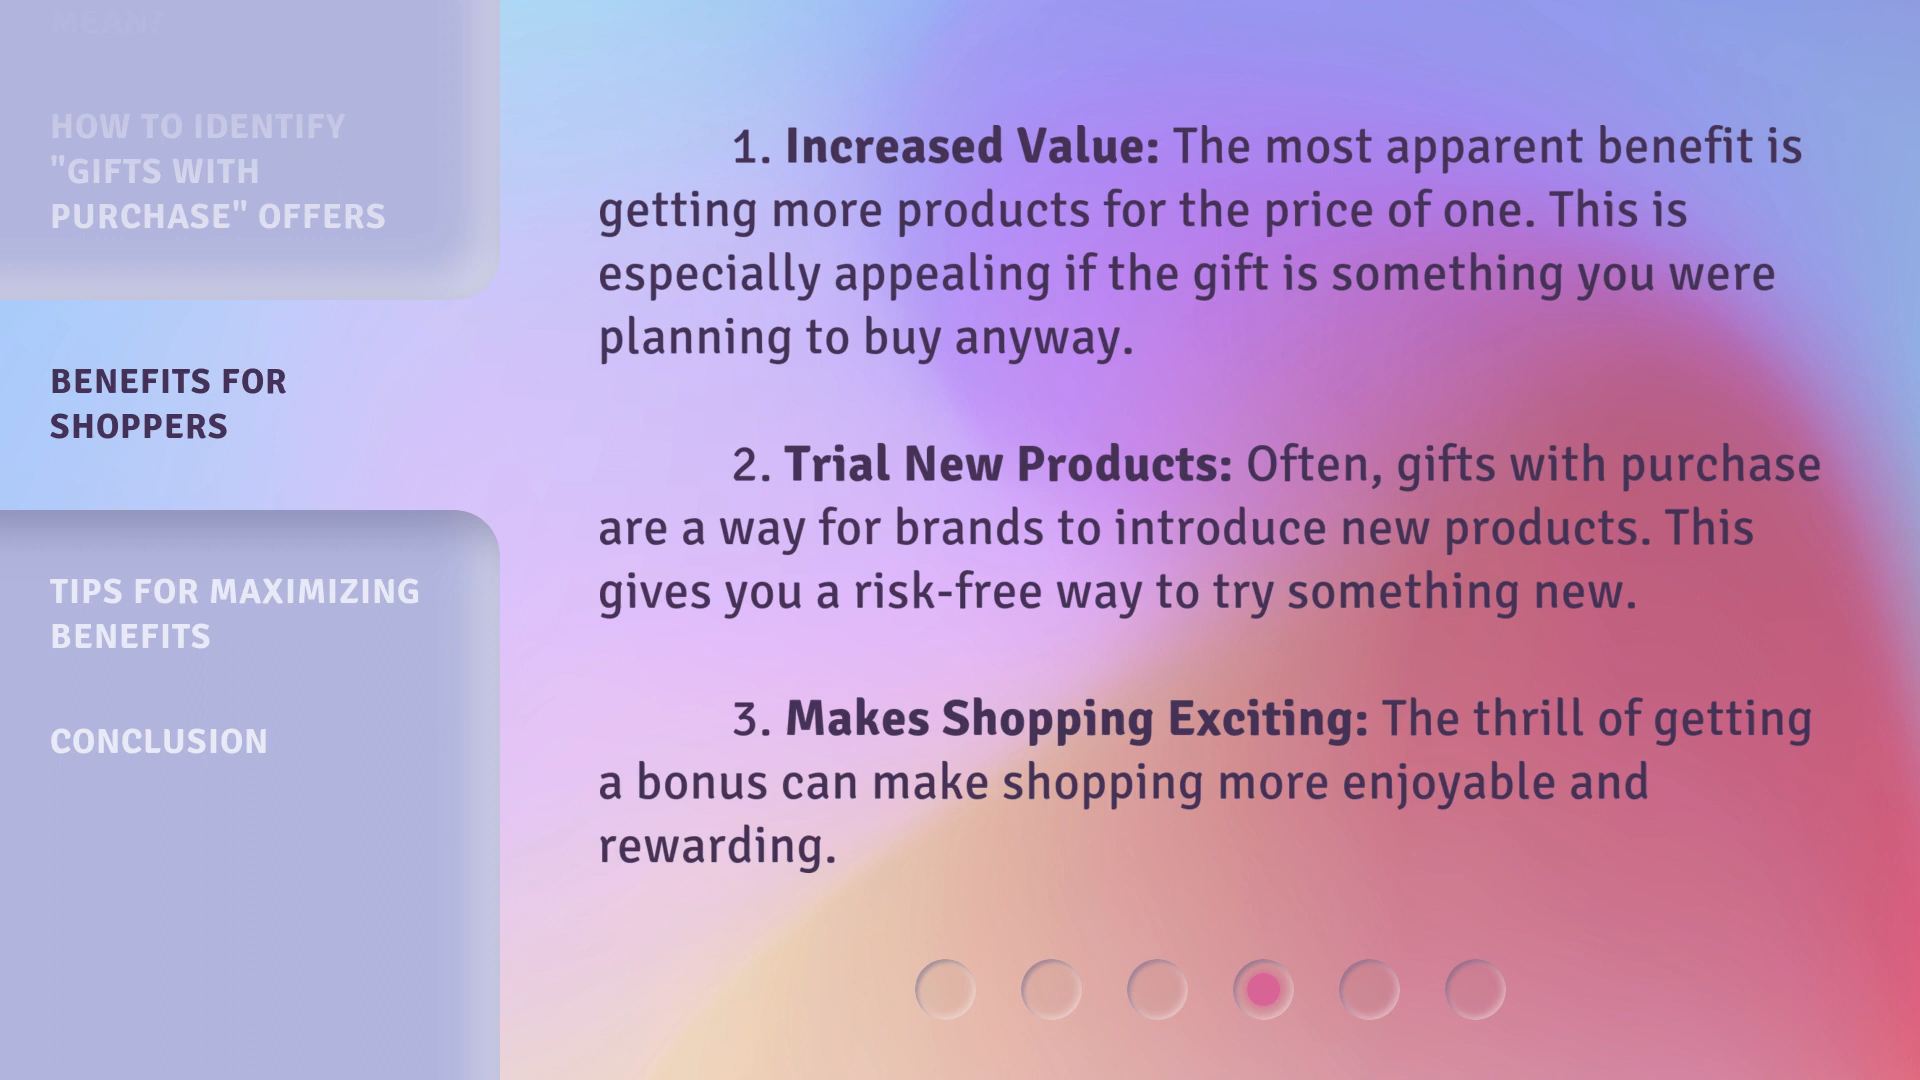 HOW TO IDENTIFY
"GIFTS WITH
PURCHASE" OFFERS
BENEFITS FOR
SHOPPERS
TIPS FOR MAXIMIZING
BENEFITS
CONCLUSION
1. Increased Value: The most apparent benefit is
getting more products for the price of one. This is
especially appealing if the gift is something you were
planning to buy anyway.
2. Trial New Products: Often, gifts with purchase
are a way for brands to introduce new products. This
gives you a risk-free way to try something new.
3. Makes Shopping Exciting: The thrill of getting
a bonus can make shopping more enjoyable and
rewarding.